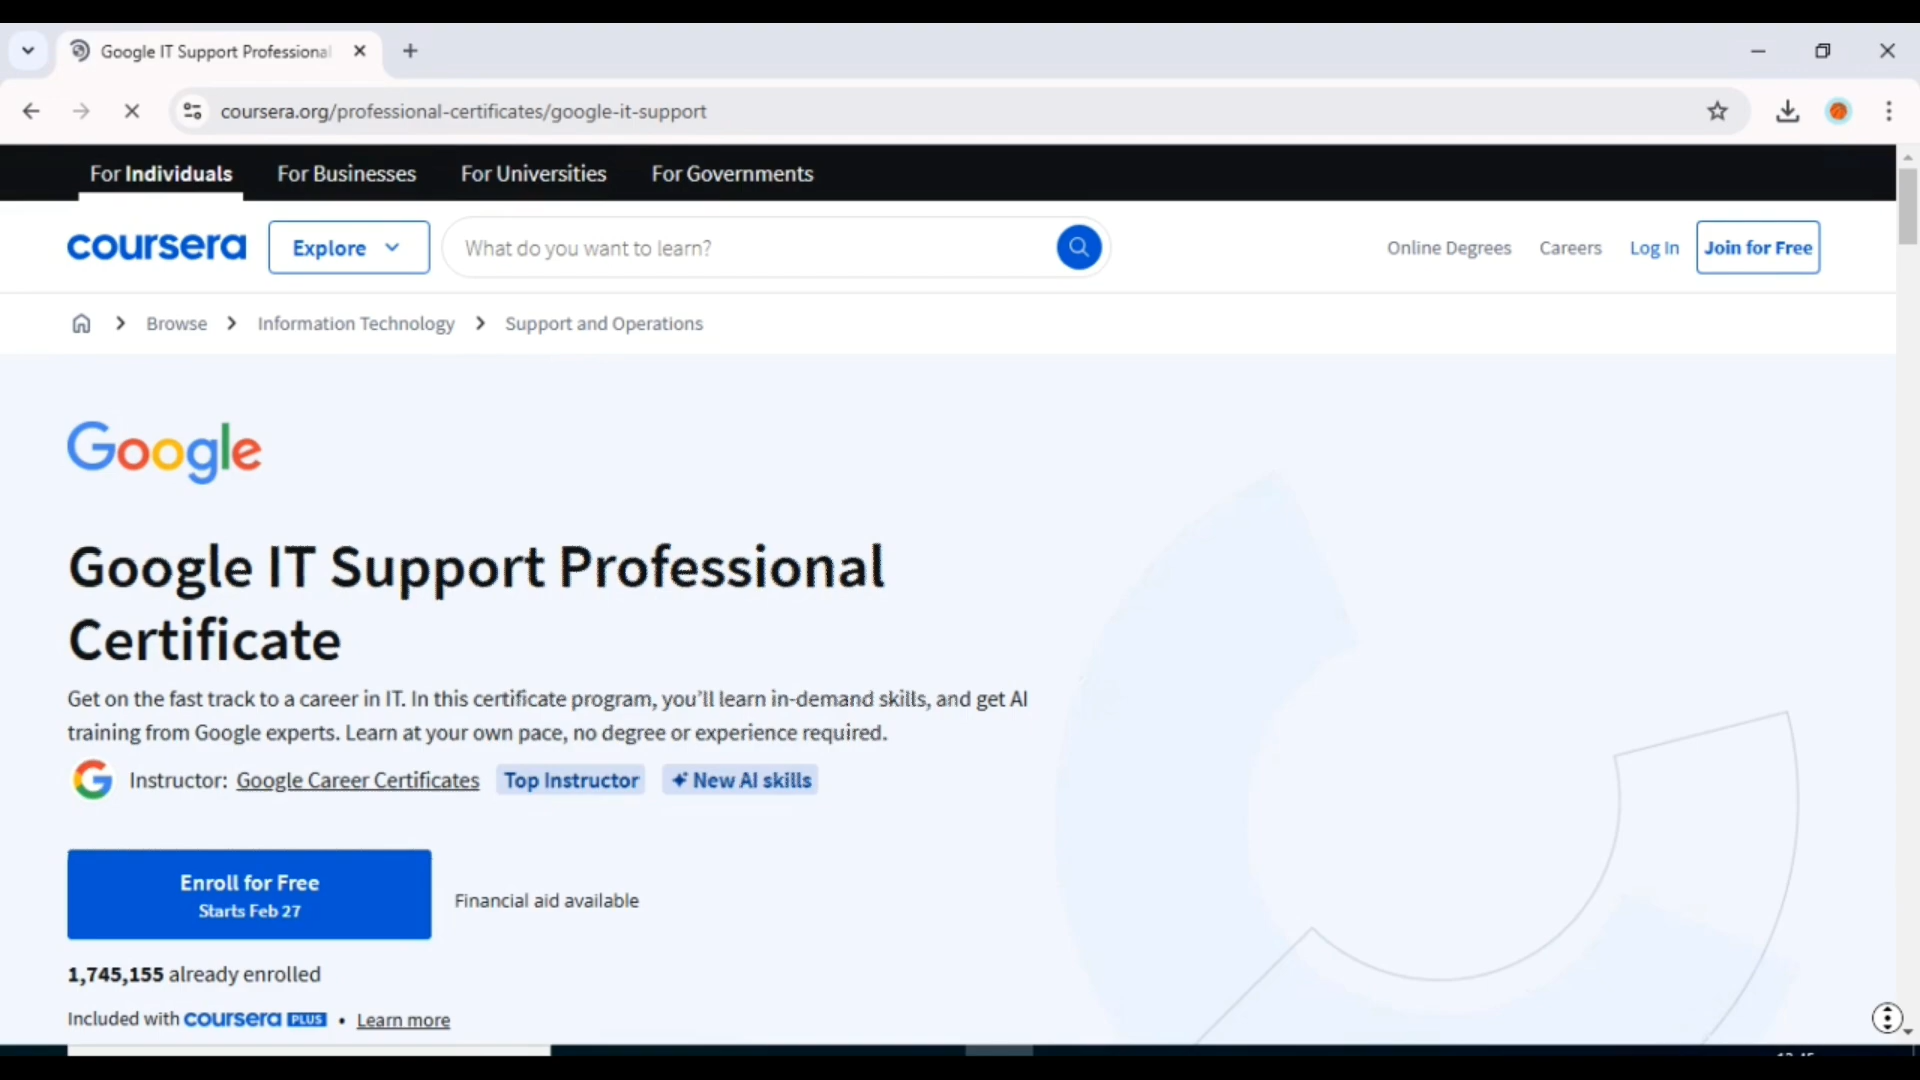 Google IT Support Professional
coursera.org/professional-certificates/google-it-support
For Individuals For Businesses For Universities For Governments
coursera Explore What do you want to learn? Online Degrees Careers Log In Join for Free
Browse Information Technology Support and Operations
Google
Google IT Support Professional
Certificate
Get on the fast track to a career in IT. In this certificate program, you’ll learn in-demand skills, and get AI
training from Google experts. Learn at your own pace, no degree or experience required.
Instructor: Google Career Certificates Top Instructor New AI skills
Enroll for Free
Starts Feb 27
Financial aid available
1,745,155 already enrolled
Included with coursera PLUS • Learn more